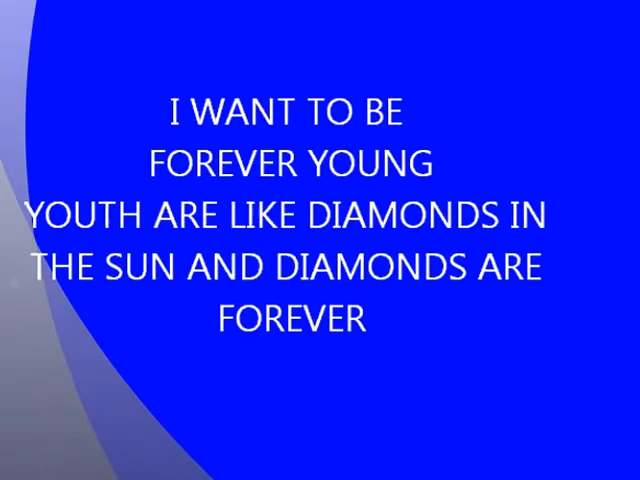 I WANT TO BE
FOREVER YOUNG
YOUTH ARE LIKE DIAMONDS IN
THE SUN AND DIAMONDS ARE
FOREVER